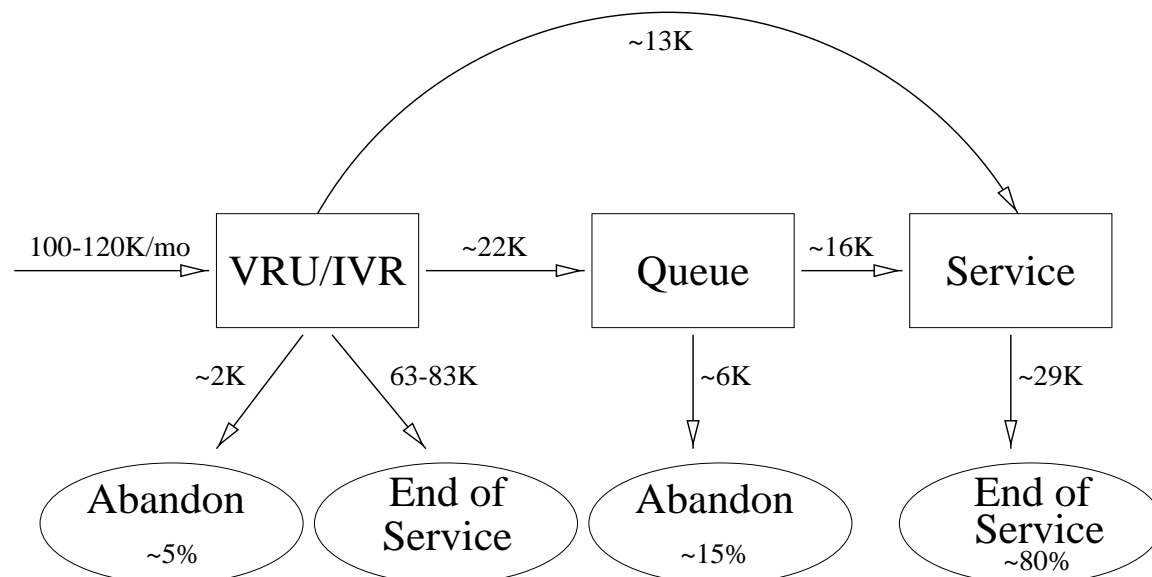 ~13K
100-120K/mo
VRU/IVR
~22K
Queue
~16K
Service
~2K
63-83K
~6K
~29K
Abandon
~5%
End of
Service
Abandon
~15%
End of
Service
~80%